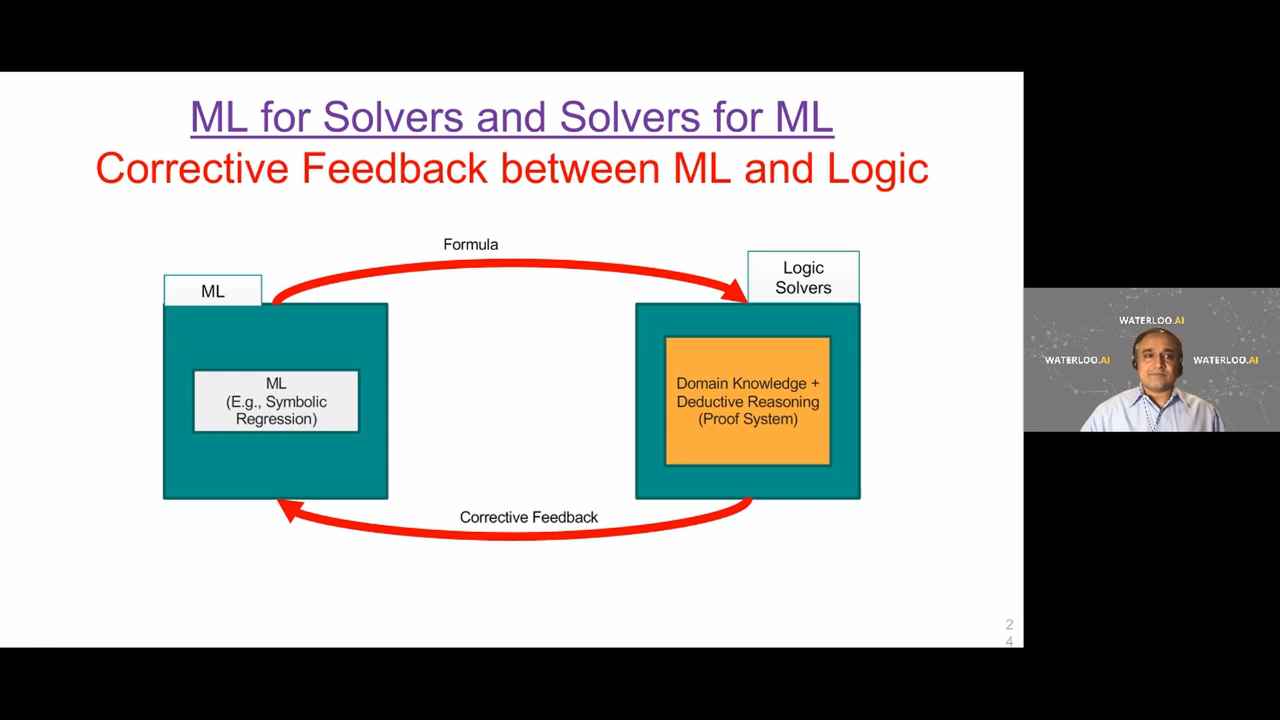 ML for Solvers and Solvers for ML
Corrective Feedback between ML and Logic
Formula
ML
Logic
Solvers
ML
(E.g., Symbolic
Regression)
Domain Knowledge +
Deductive Reasoning
(Proof System)
Corrective Feedback
2
4
WATERLOO.AI
WATERLOO.AI
WATERLOO.AI